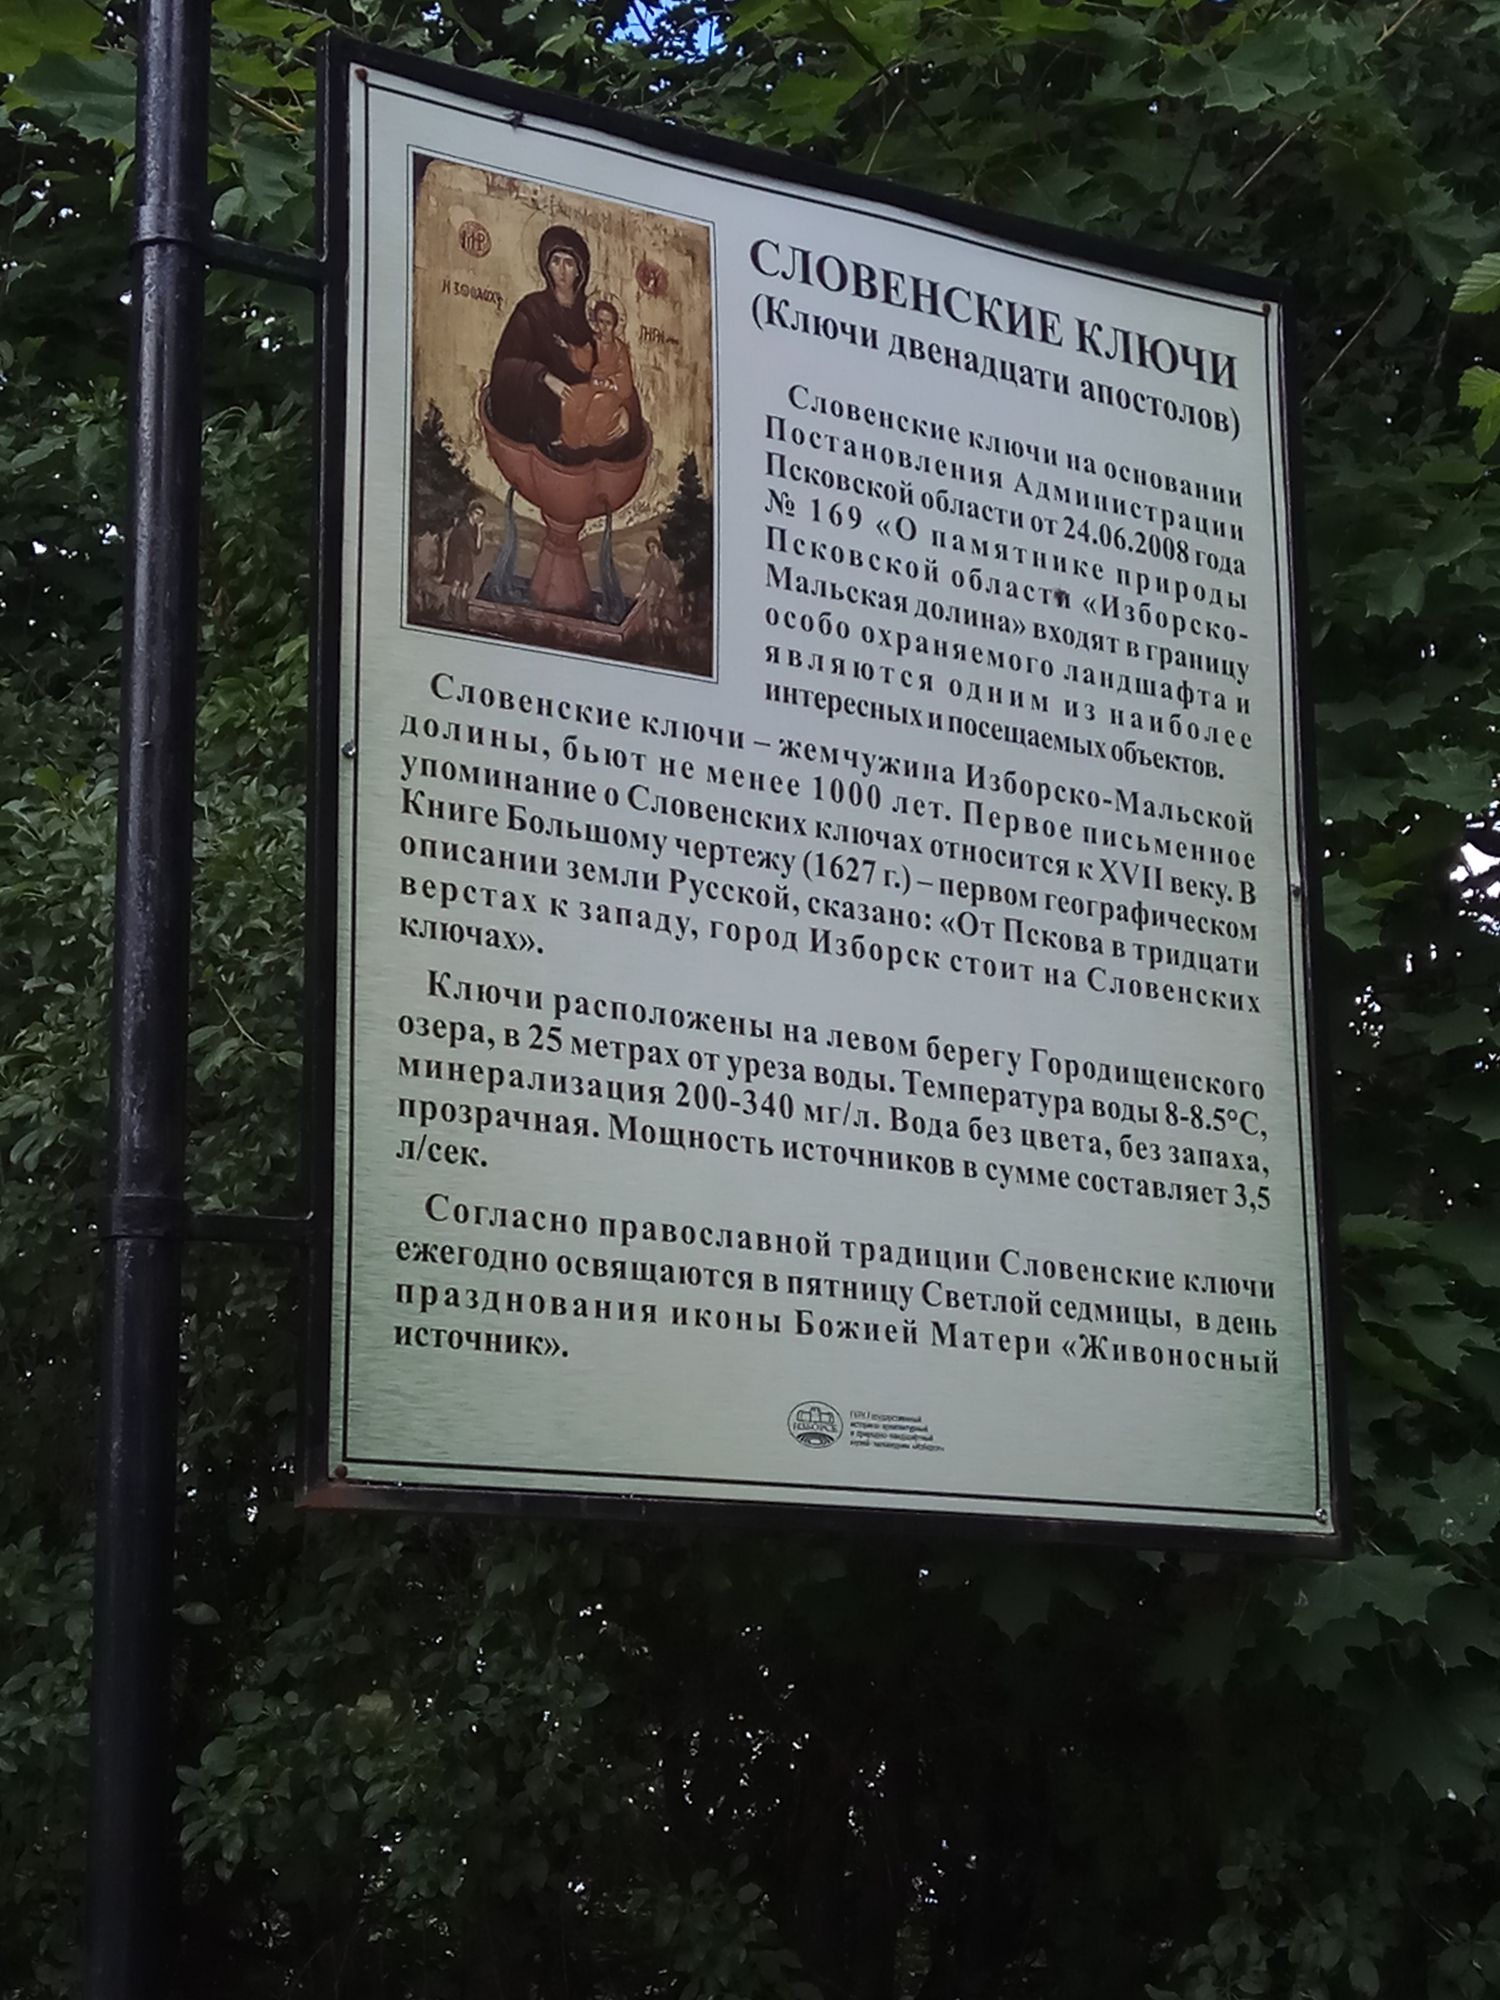 СЛОВЕНСКИЕ КЛЮЧИ
(Ключи двенадцати апостолов)
Словенские ключи на основании
Постановления Администрации
Псковской области от 24.06.2008 года
№ 169 «О памятнике природы
Псковской области «Изборско-
Мальская долина» входят в границу
особо охраняемого ландшафта и
являются одним из наиболее
интересных и посещаемых объектов.
Словенские ключи – жемчужина Изборско-Мальской
долины, бьют не менее 1000 лет. Первое письменное
упоминание о Словенских ключах относится к XVII веку. В
Книге Большому чертежу (1627 г.) – первом географическом
описании земли Русской, сказано: «От Пскова в тридцати
верстах к западу, город Изборск стоит на Словенских
ключах».
Ключи расположены на левом берегу Городищенского
озера, в 25 метрах от уреза воды. Температура воды 8-8.5°С,
минерализация 200-340 мг/л. Вода без цвета, без запаха,
прозрачная. Мощность источников в сумме составляет 3,5
л/сек.
Согласно православной традиции Словенские ключи
ежегодно освящаются в пятницу Светлой седмицы, в день
празднования иконы Божией Матери «Живоносный
источник».
ИЗБОРСК